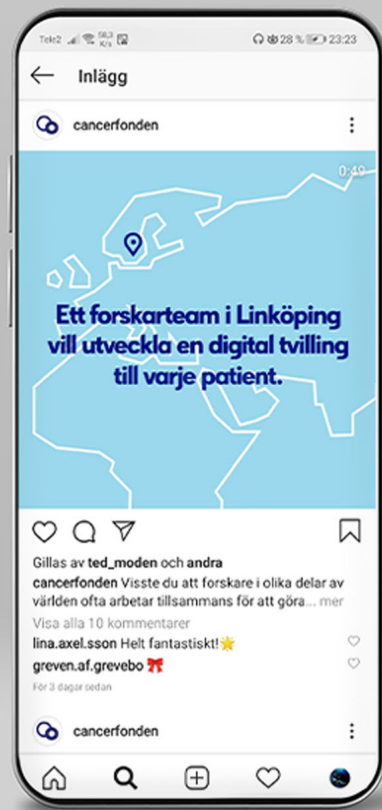 Tele2 58,3 K/s 28 % 23:23
Inlägg
cancerfonden
0:49
Ett forskarteam i Linköping
vill utveckla en digital tvilling
till varje patient.
Gillas av ted_moden och andra
cancerfonden Visste du att forskare i olika delar av
världen ofta arbetar tillsammans för att göra... mer
Visa alla 10 kommentarer
lina.axel.sson Helt fantastiskt!🌟
greven.af.grevebo 🎀
För 3 dagar sedan
cancerfonden